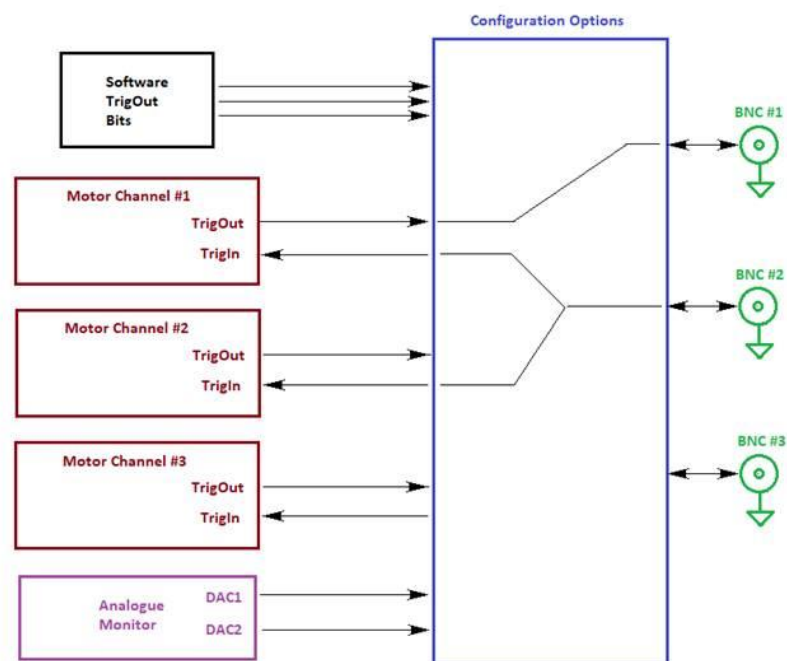 Configuration Options
Software
TrigOut
Bits
BNC #1
Motor Channel #1
TrigOut
TrigIn
BNC #2
Motor Channel #2
TrigOut
TrigIn
BNC #3
Motor Channel #3
TrigOut
TrigIn
Analogue
Monitor
DAC1
DAC2